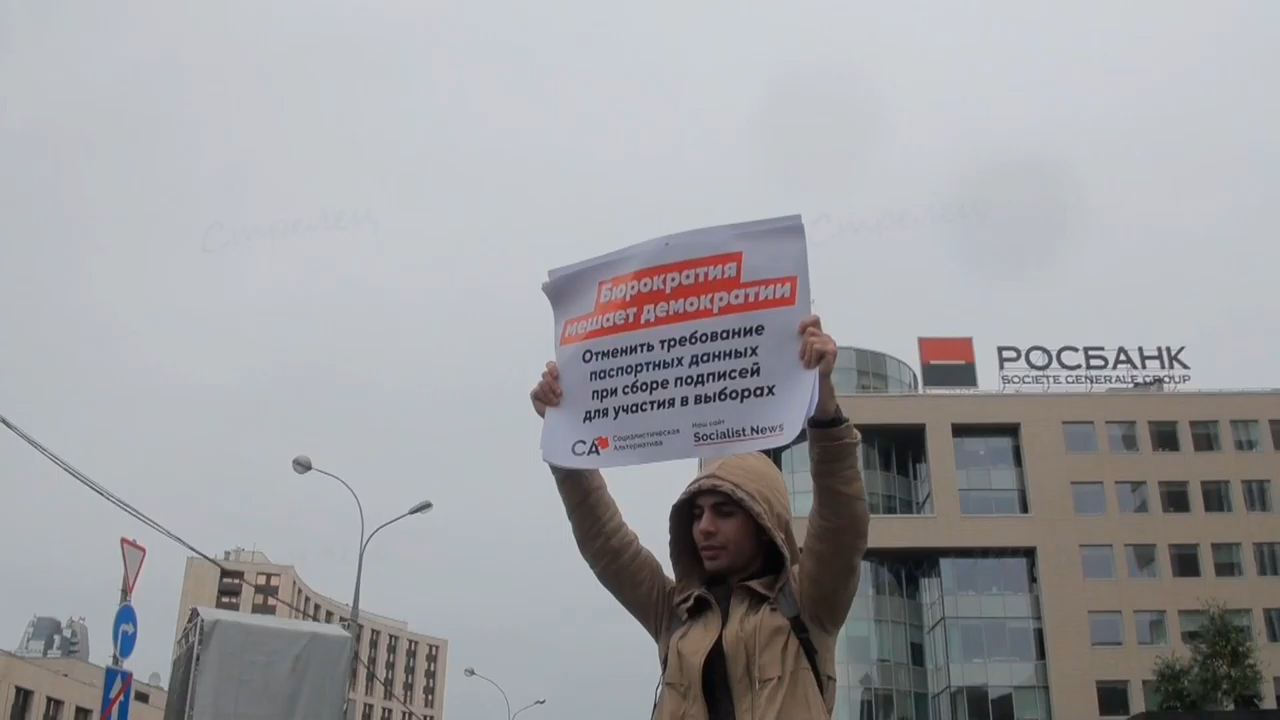 Бюрократия
мешает демократии
Отменить требование
паспортных данных
при сборе подписей
для участия в выборах
СА Социалистическая
Альтернатива
Наш сайт
Socialist.News
РОСБАНК
SOCIETE GENERALE GROUP